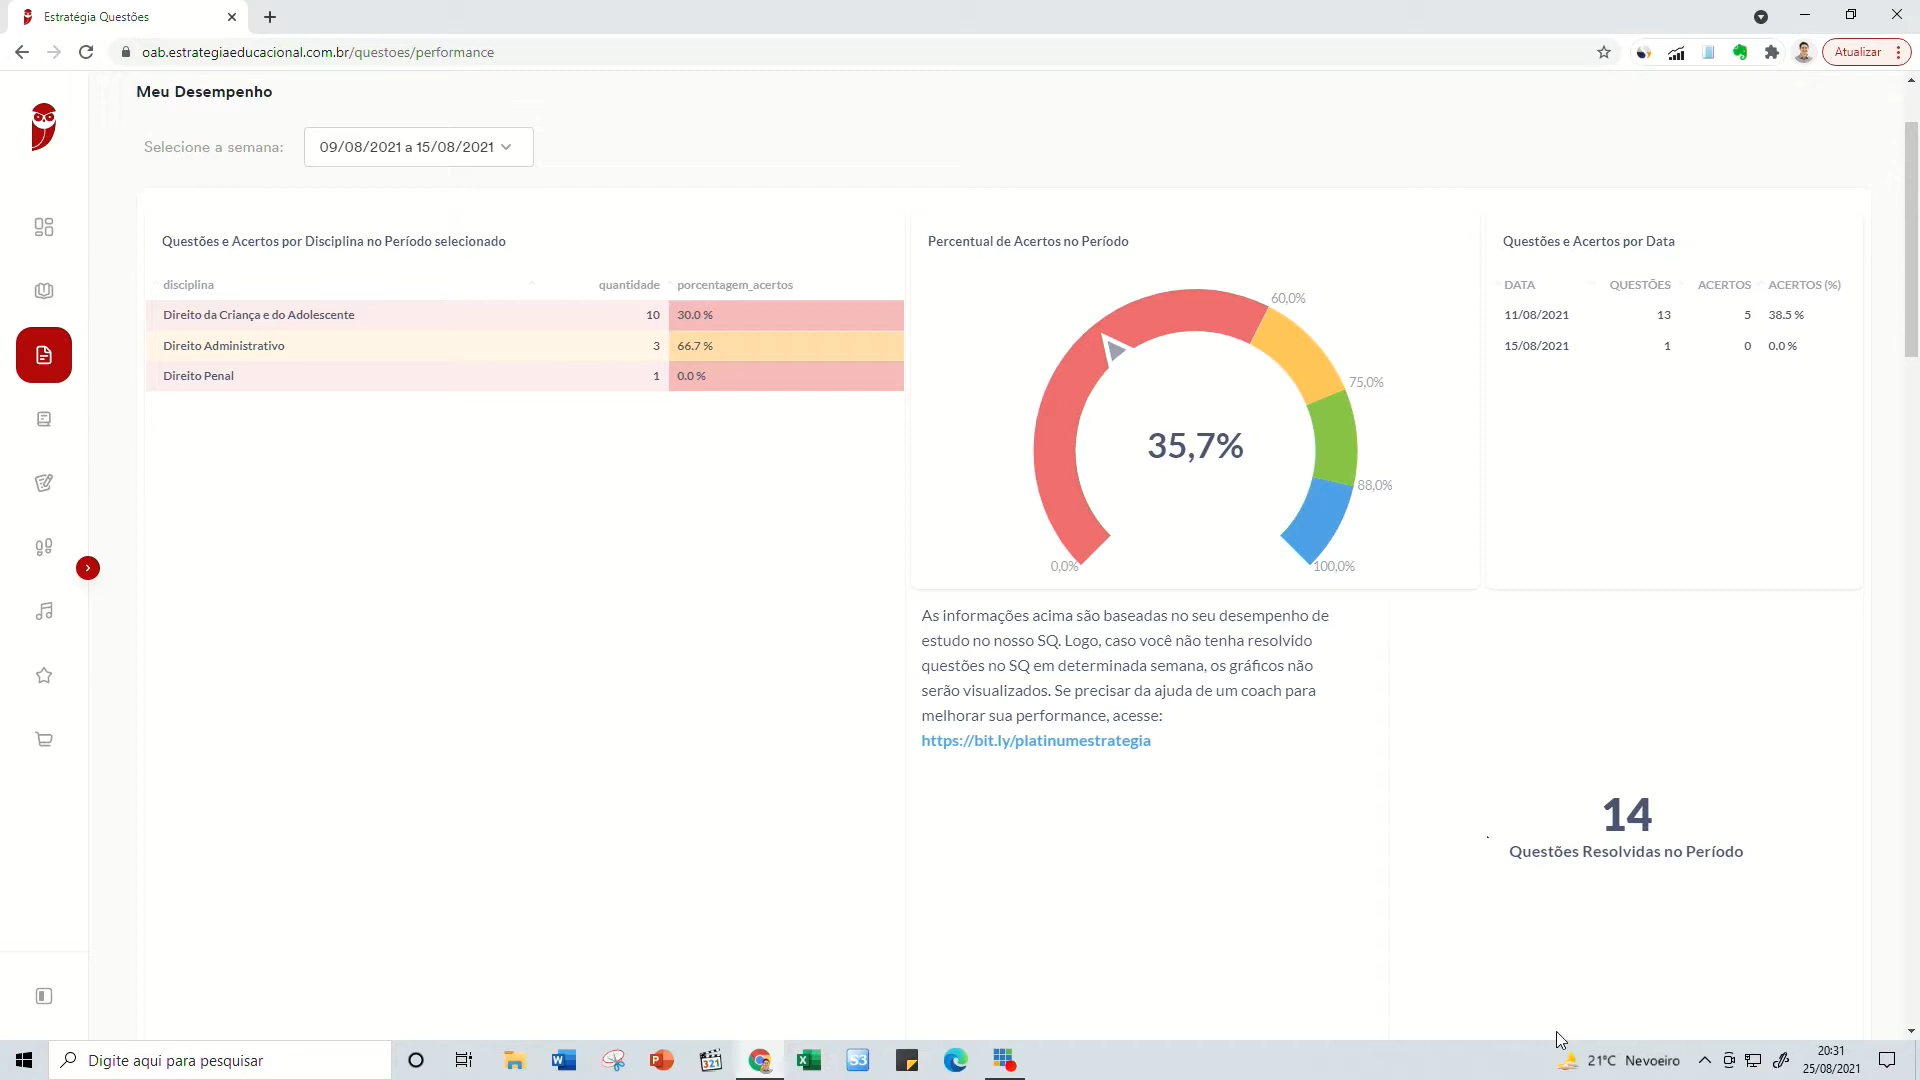 Estratégia Questões
oab.estrategiaeducacional.com.br/questoes/performance
Atualizar
Meu Desempenho
Selecione a semana:
09/08/2021 a 15/08/2021
Questões e Acertos por Disciplina no Período selecionado
disciplina quantidade porcentagem_acertos
Direito da Criança e do Adolescente 10 30.0 %
Direito Administrativo 3 66.7 %
Direito Penal 1 0.0 %
Percentual de Acertos no Período
60,0%
75,0%
35,7%
88,0%
0,0%
100,0%
Questões e Acertos por Data
DATA QUESTÕES ACERTOS ACERTOS (%)
11/08/2021 13 5 38.5 %
15/08/2021 1 0 0.0 %
As informações acima são baseadas no seu desempenho de
estudo no nosso SQ. Logo, caso você não tenha resolvido
questões no SQ em determinada semana, os gráficos não
serão visualizados. Se precisar da ajuda de um coach para
melhorar sua performance, acesse:
https://bit.ly/platinumestrategia
14
Questões Resolvidas no Período
Digite aqui para pesquisar
W
P
321
X
S3
21°C Nevoeiro
20:31
25/08/2021